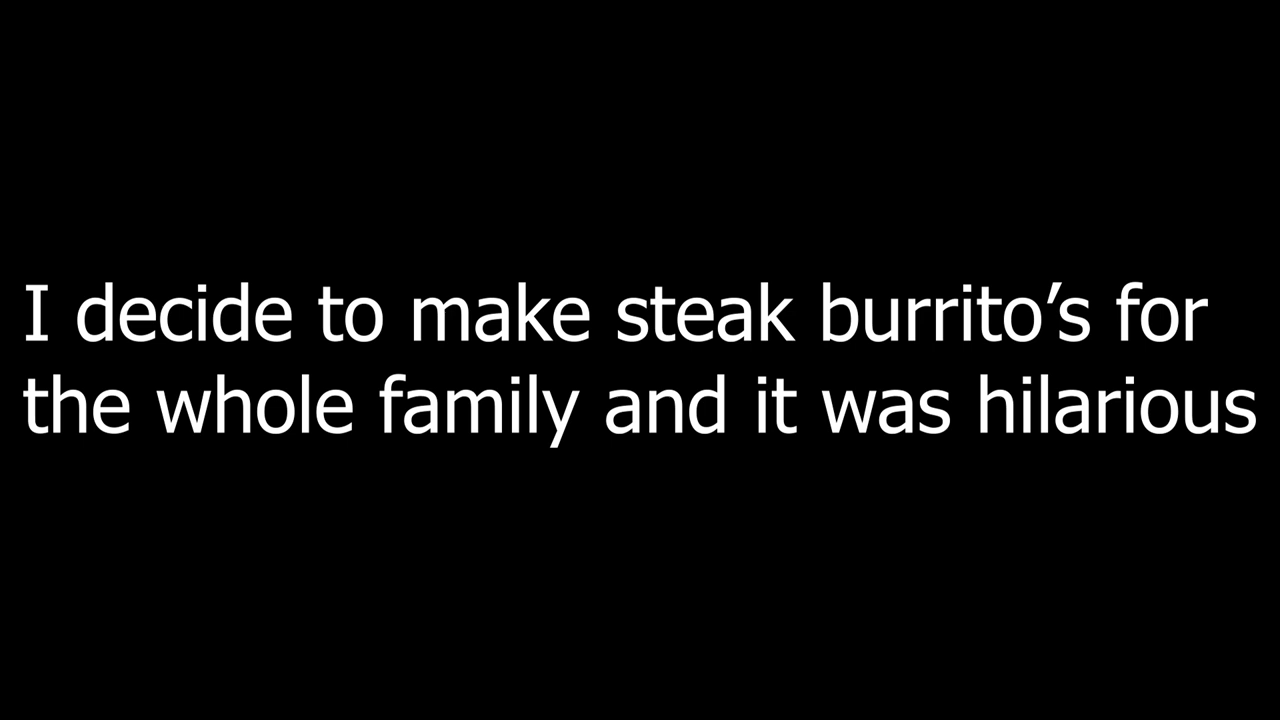 I decide to make steak burrito’s for
the whole family and it was hilarious